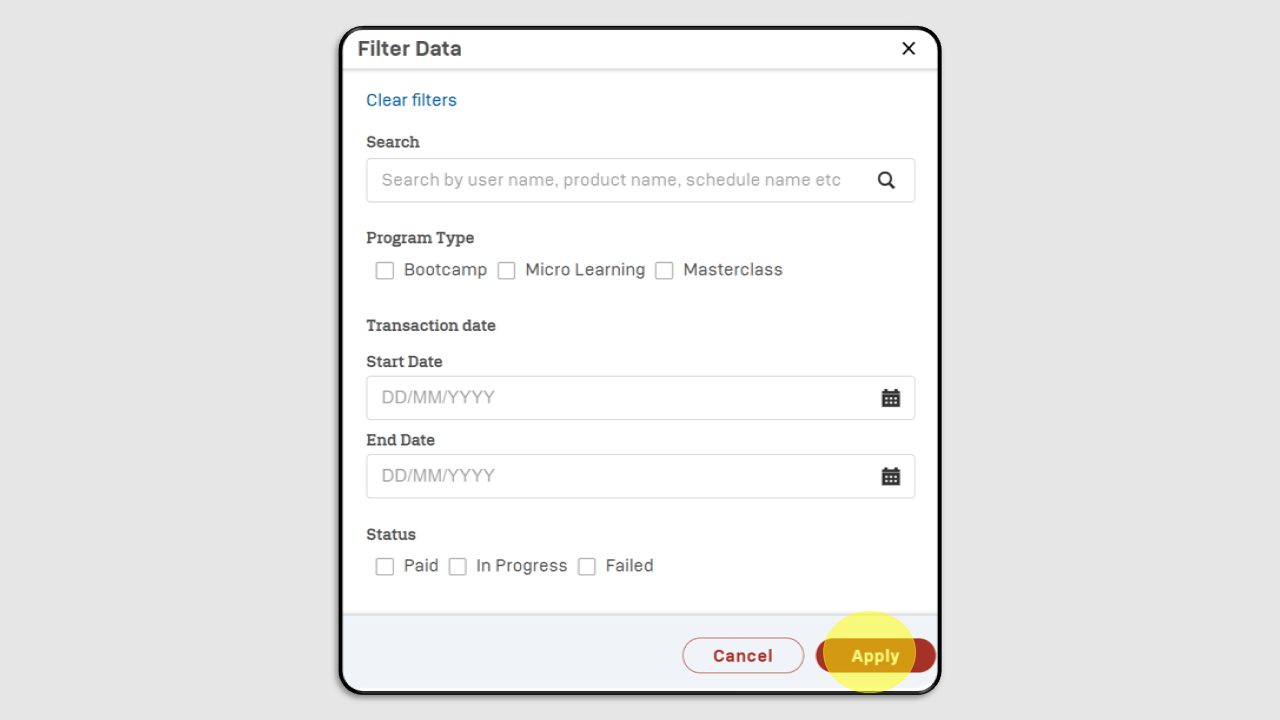 Filter Data
Clear filters
Search
Search by user name, product name, schedule name etc
Program Type
Bootcamp Micro Learning Masterclass
Transaction date
Start Date
DD/MM/YYYY
End Date
DD/MM/YYYY
Status
Paid In Progress Failed
Cancel Apply